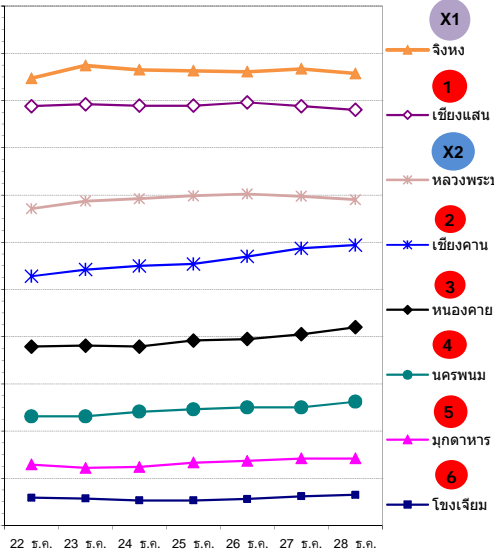 X1
จิงหง
1
เชียงแสน
X2
หลวงพระบ
2
เชียงคาน
3
หนองคาย
4
นครพนม
5
มุกดาหาร
6
โขงเจียม
22 ธ.ค. 23 ธ.ค. 24 ธ.ค. 25 ธ.ค. 26 ธ.ค. 27 ธ.ค. 28 ธ.ค.